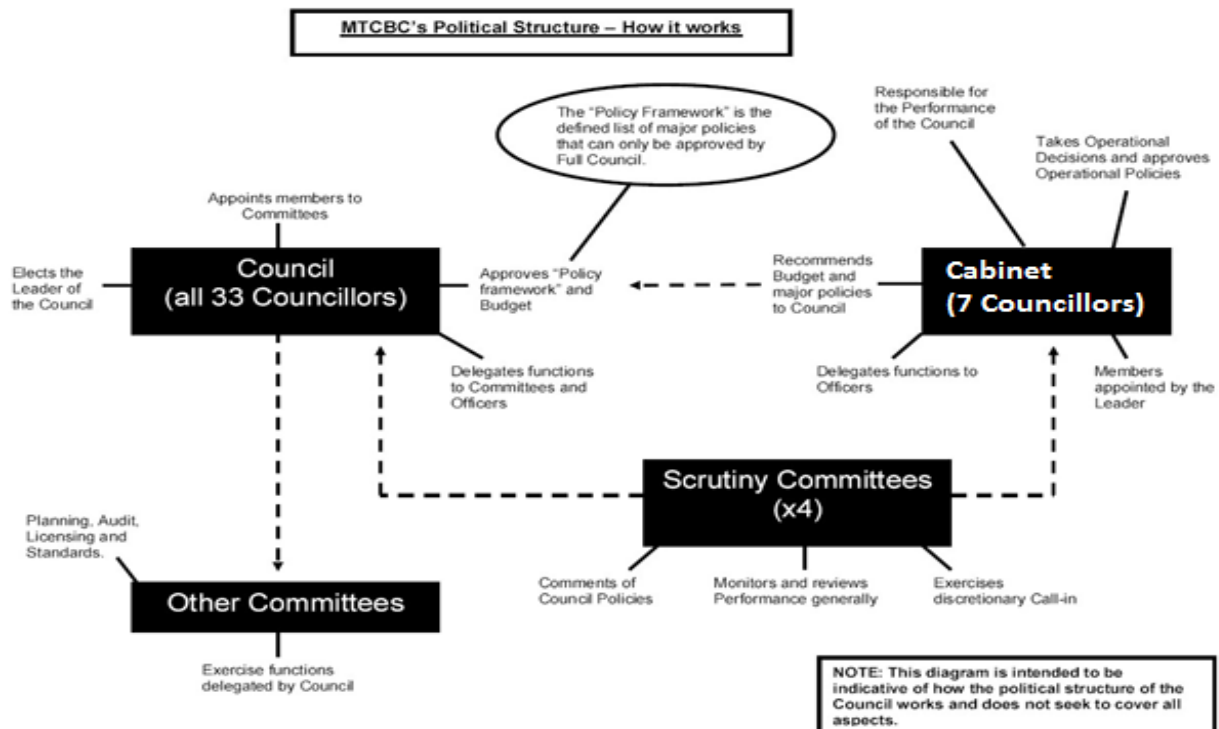 MTCBC's Political Structure – How it works
The "Policy Framework" is the
defined list of major policies
that can only be approved by
Full Council.
Responsible for
the Performance
of the Council
Takes Operational
Decisions and approves
Operational Policies
Appoints members to
Committees
Elects the
Leader of
the Council
Council
(all 33 Councillors)
Approves "Policy
framework" and
Budget
Recommends
Budget and
major policies
to Council
Cabinet
(7 Councillors)
Delegates functions
to Committees and
Officers
Delegates functions to
Officers
Members
appointed by the
Leader
Scrutiny Committees
(x4)
Planning, Audit,
Licensing and
Standards.
Comments of
Council Policies
Monitors and reviews
Performance generally
Exercises
discretionary Call-in
Other Committees
Exercise functions
delegated by Council
NOTE: This diagram is intended to be
indicative of how the political structure of the
Council works and does not seek to cover all
aspects.